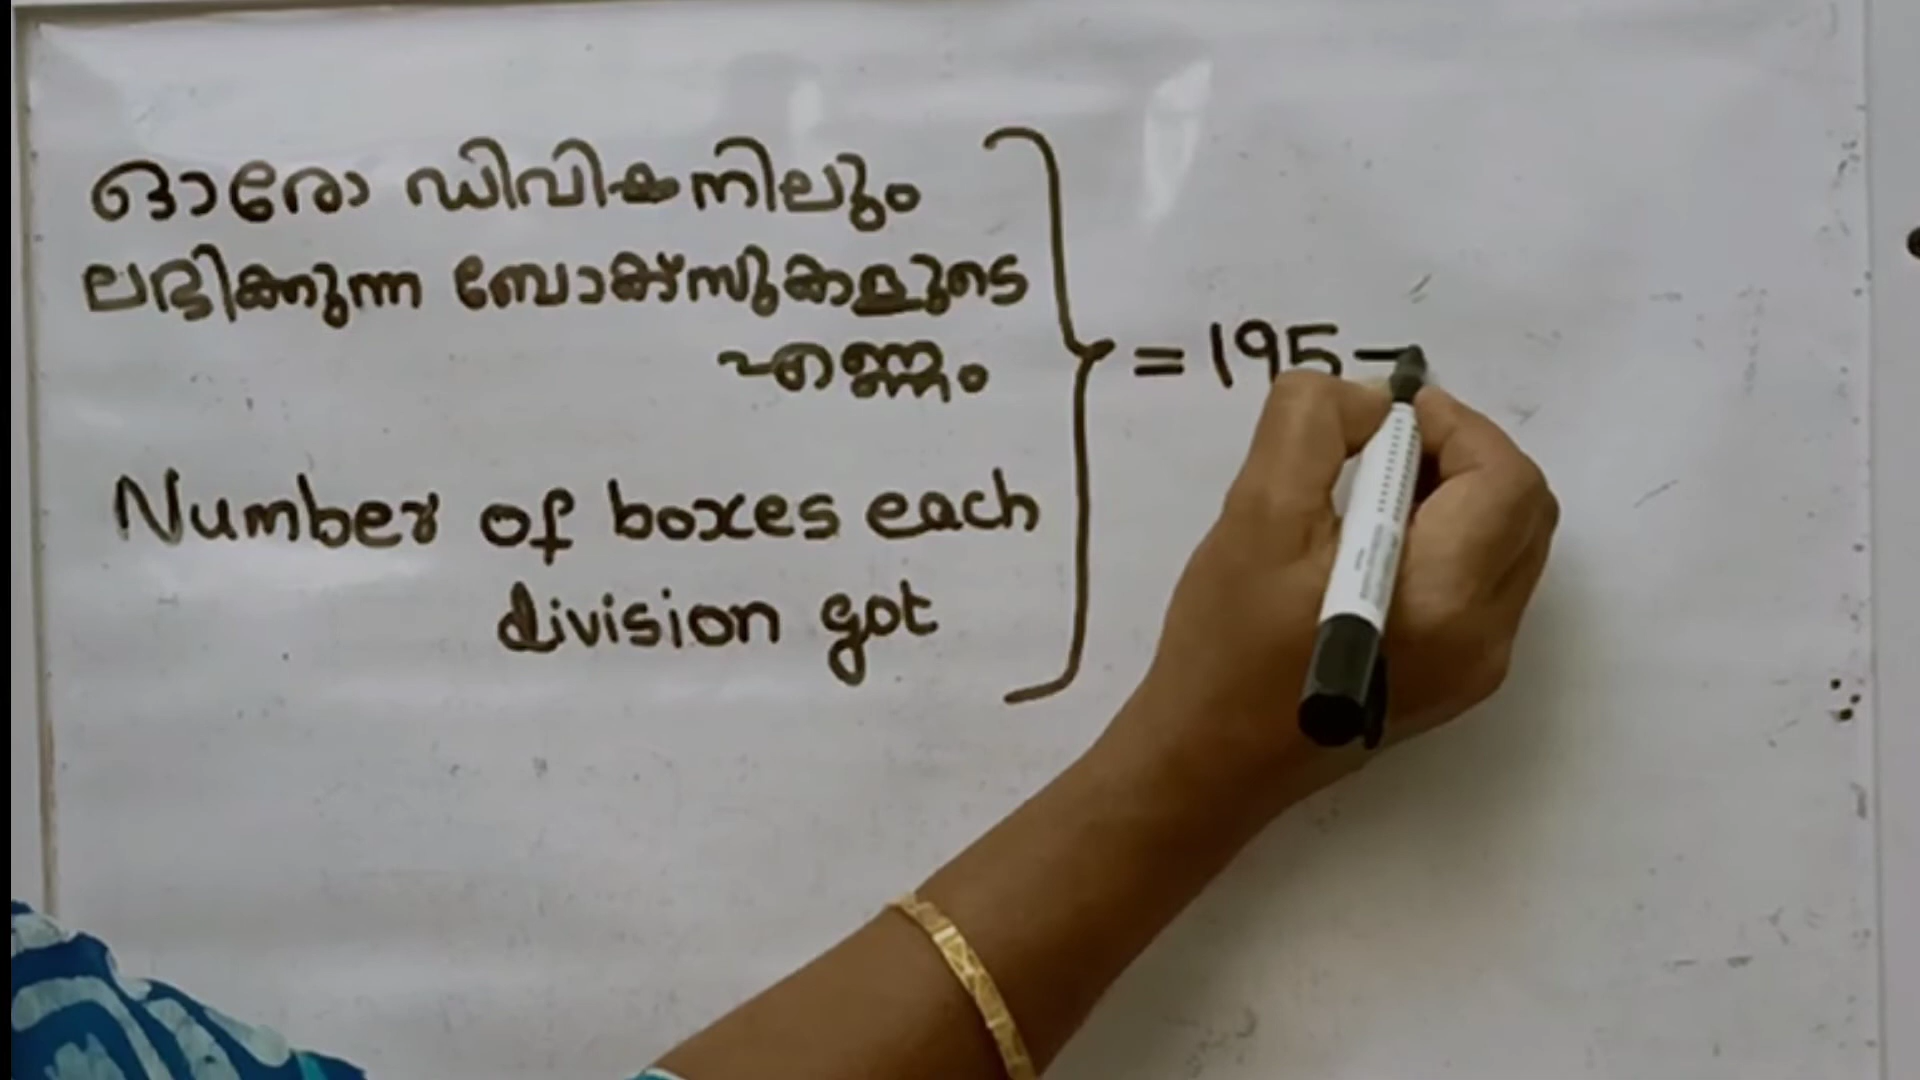 ഓരോ ഡിവിഷനിലും
ലഭിക്കുന്ന ബോക്സുകളുടെ
എണ്ണം
= 195 –
Number of boxes each
division got